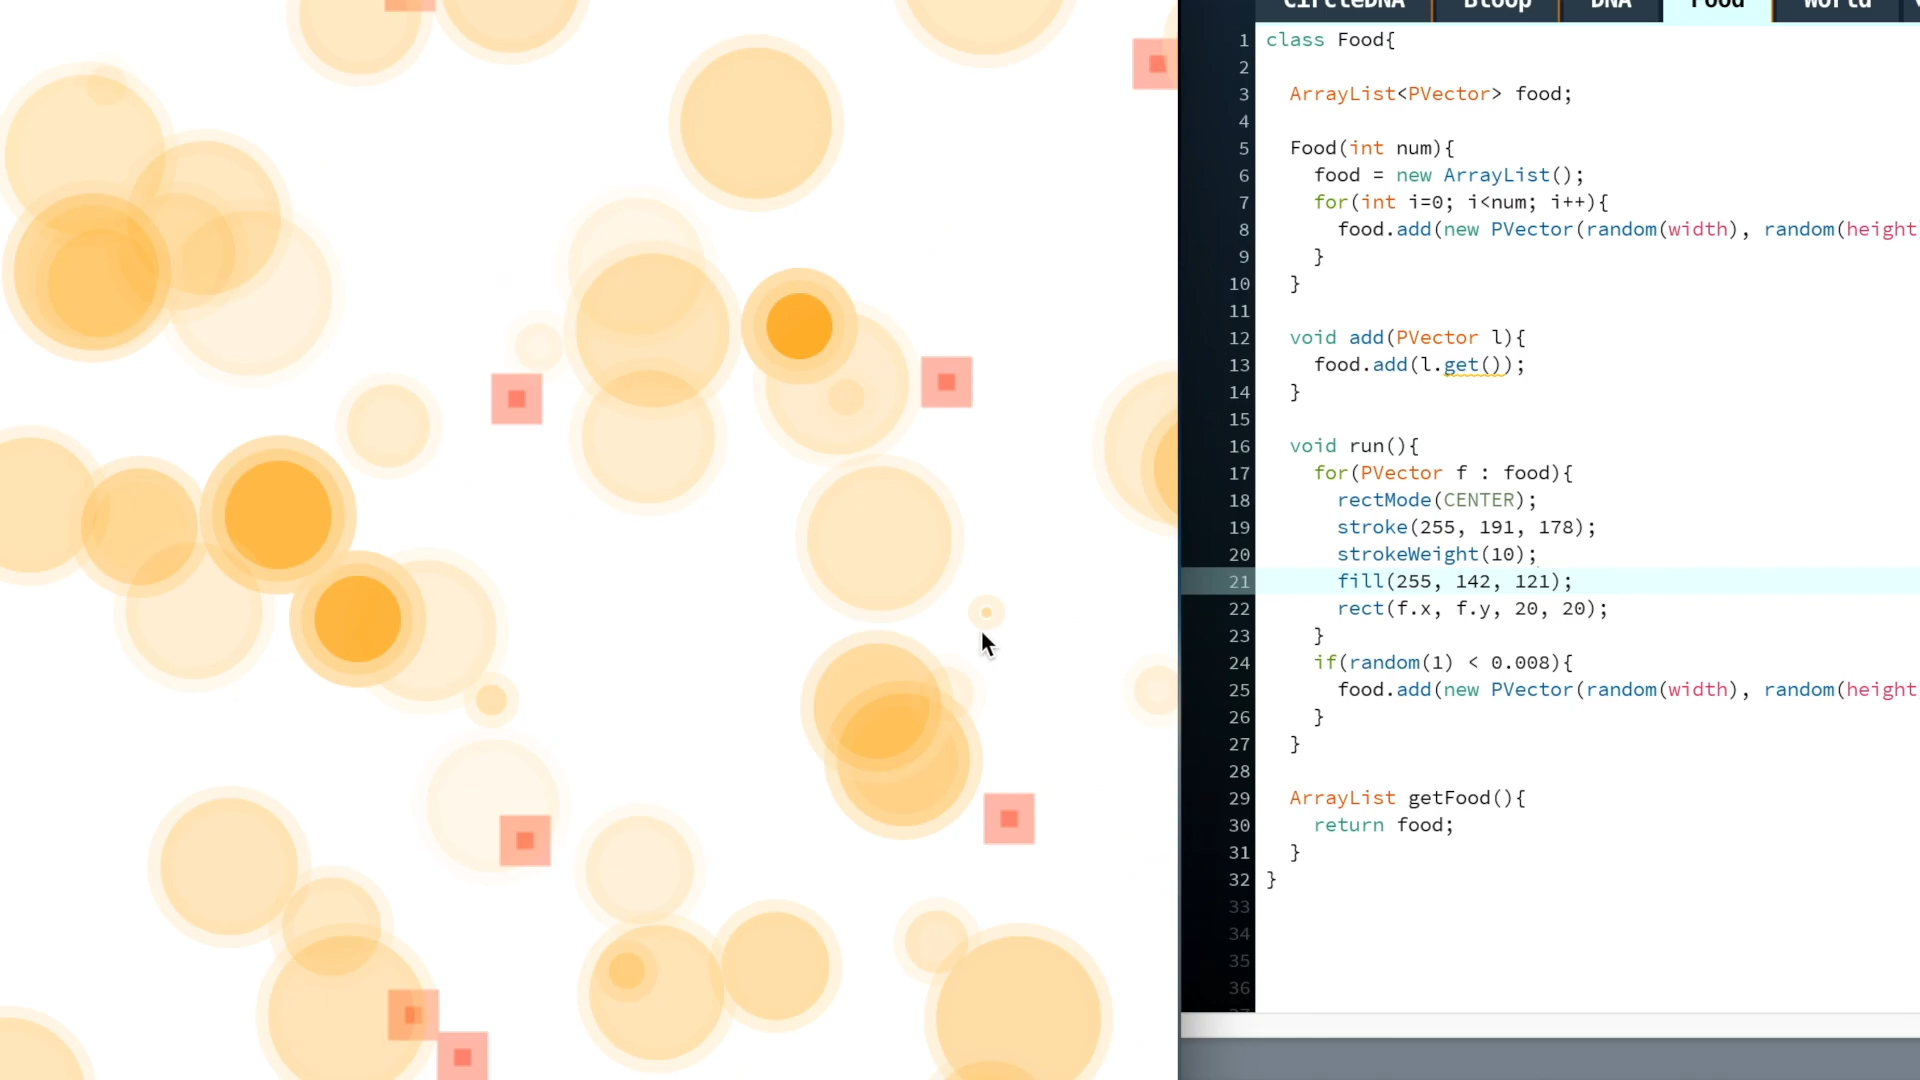 CircleDNA Bloop DNA Food World
1 class Food{
2
3 ArrayList<PVector> food;
4
5 Food(int num){
6 food = new ArrayList();
7 for(int i=0; i<num; i++){
8 food.add(new PVector(random(width), random(height
9 }
10 }
11
12 void add(PVector l){
13 food.add(l.get());
14 }
15
16 void run(){
17 for(PVector f : food){
18 rectMode(CENTER);
19 stroke(255, 191, 178);
20 strokeWeight(10);
21 fill(255, 142, 121);
22 rect(f.x, f.y, 20, 20);
23 }
24 if(random(1) < 0.008){
25 food.add(new PVector(random(width), random(height
26 }
27 }
28
29 ArrayList getFood(){
30 return food;
31 }
32 }
33
34
35
36